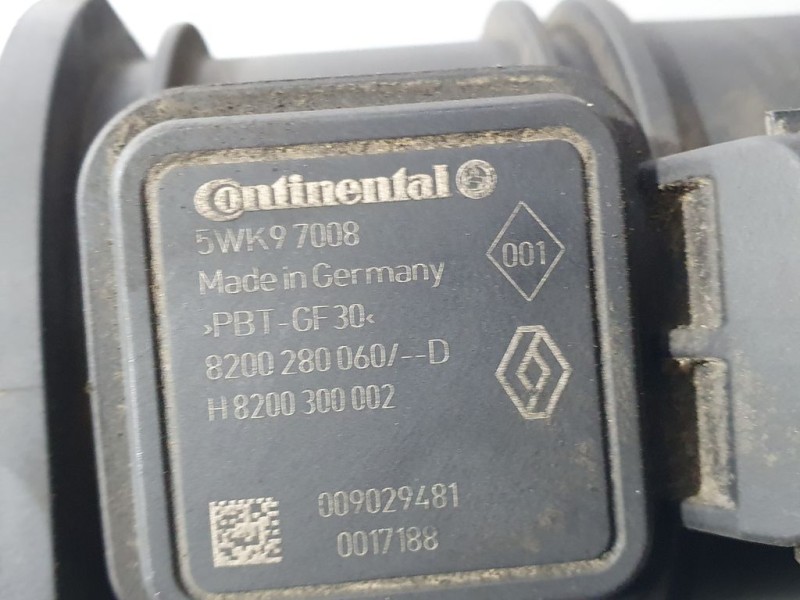 Continental
5WK9 7008
001
Made in Germany
›PBT-GF30‹
8200 280 060/--D
H 8200 300 002
009029481
0017188